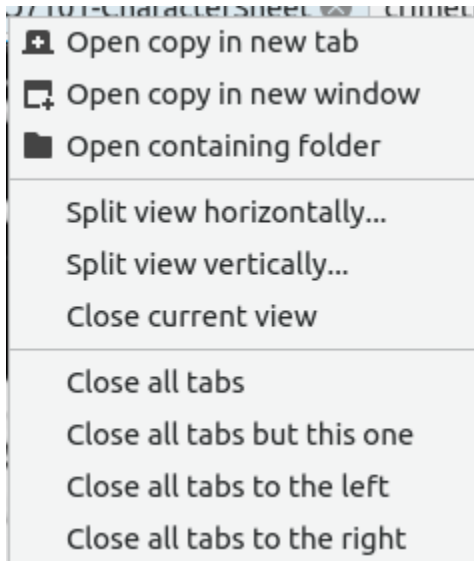 07101-CharacterSheet
Open copy in new tab
Open copy in new window
Open containing folder
Split view horizontally...
Split view vertically...
Close current view
Close all tabs
Close all tabs but this one
Close all tabs to the left
Close all tabs to the right